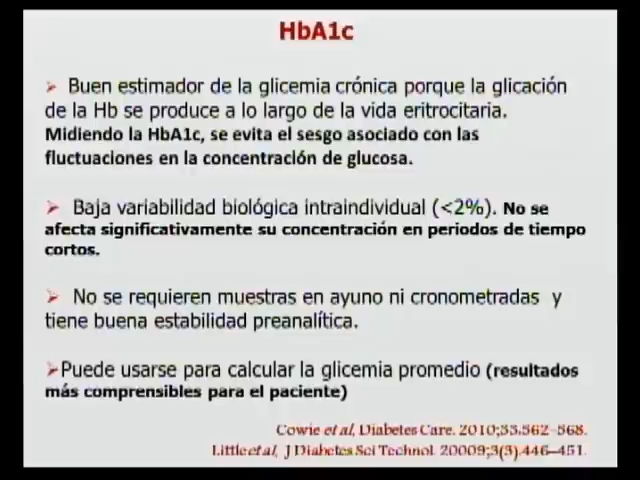 HbA1c
➢ Buen estimador de la glicemia crónica porque la glicación
de la Hb se produce a lo largo de la vida eritrocitaria.
Midiendo la HbA1c, se evita el sesgo asociado con las
fluctuaciones en la concentración de glucosa.
➢ Baja variabilidad biológica intraindividual (<2%). No se
afecta significativamente su concentración en periodos de tiempo
cortos.
➢ No se requieren muestras en ayuno ni cronometradas y
tiene buena estabilidad preanalítica.
➢Puede usarse para calcular la glicemia promedio (resultados
más comprensibles para el paciente)
Cowie et al, Diabetes Care. 2010;33,562–568.
Little et al, J Diabetes Sci Technol. 20009;3(3).446–451.